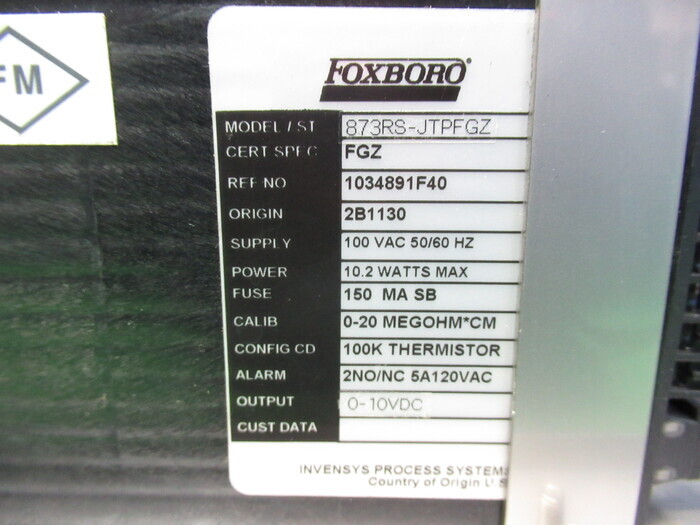 FM
FOXBORO®
MODEL / ST 873RS-JTPFGZ
CERT SPEC FGZ
REF NO 1034891F40
ORIGIN 2B1130
SUPPLY 100 VAC 50/60 HZ
POWER 10.2 WATTS MAX
FUSE 150 MA SB
CALIB 0-20 MEGOHM*CM
CONFIG CD 100K THERMISTOR
ALARM 2NO/NC 5A120VAC
OUTPUT 0-10VDC
CUST DATA
INVENSYS PROCESS SYSTEMS
Country of Origin U.S